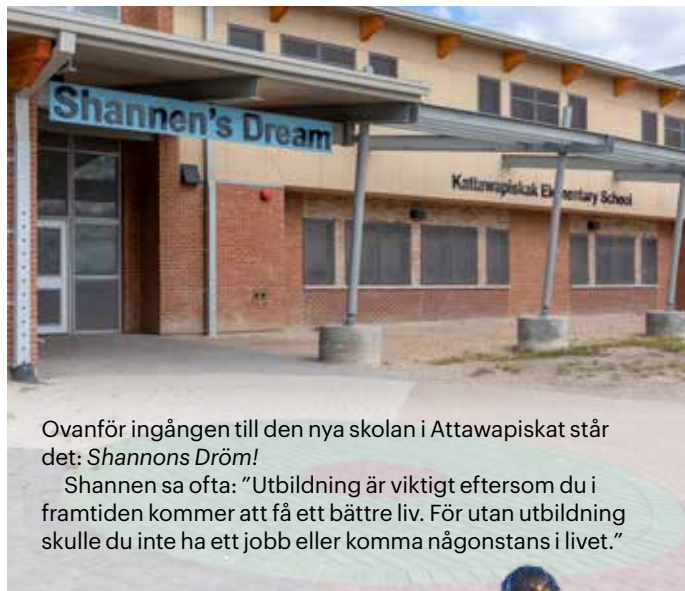 Shannen's Dream
Kattawapiskak Elementary School
Ovanför ingången till den nya skolan i Attawapiskat står
det: Shannons Dröm!
Shannen sa ofta: ”Utbildning är viktigt eftersom du i
framtiden kommer att få ett bättre liv. För utan utbildning
skulle du inte ha ett jobb eller komma någonstans i livet.”